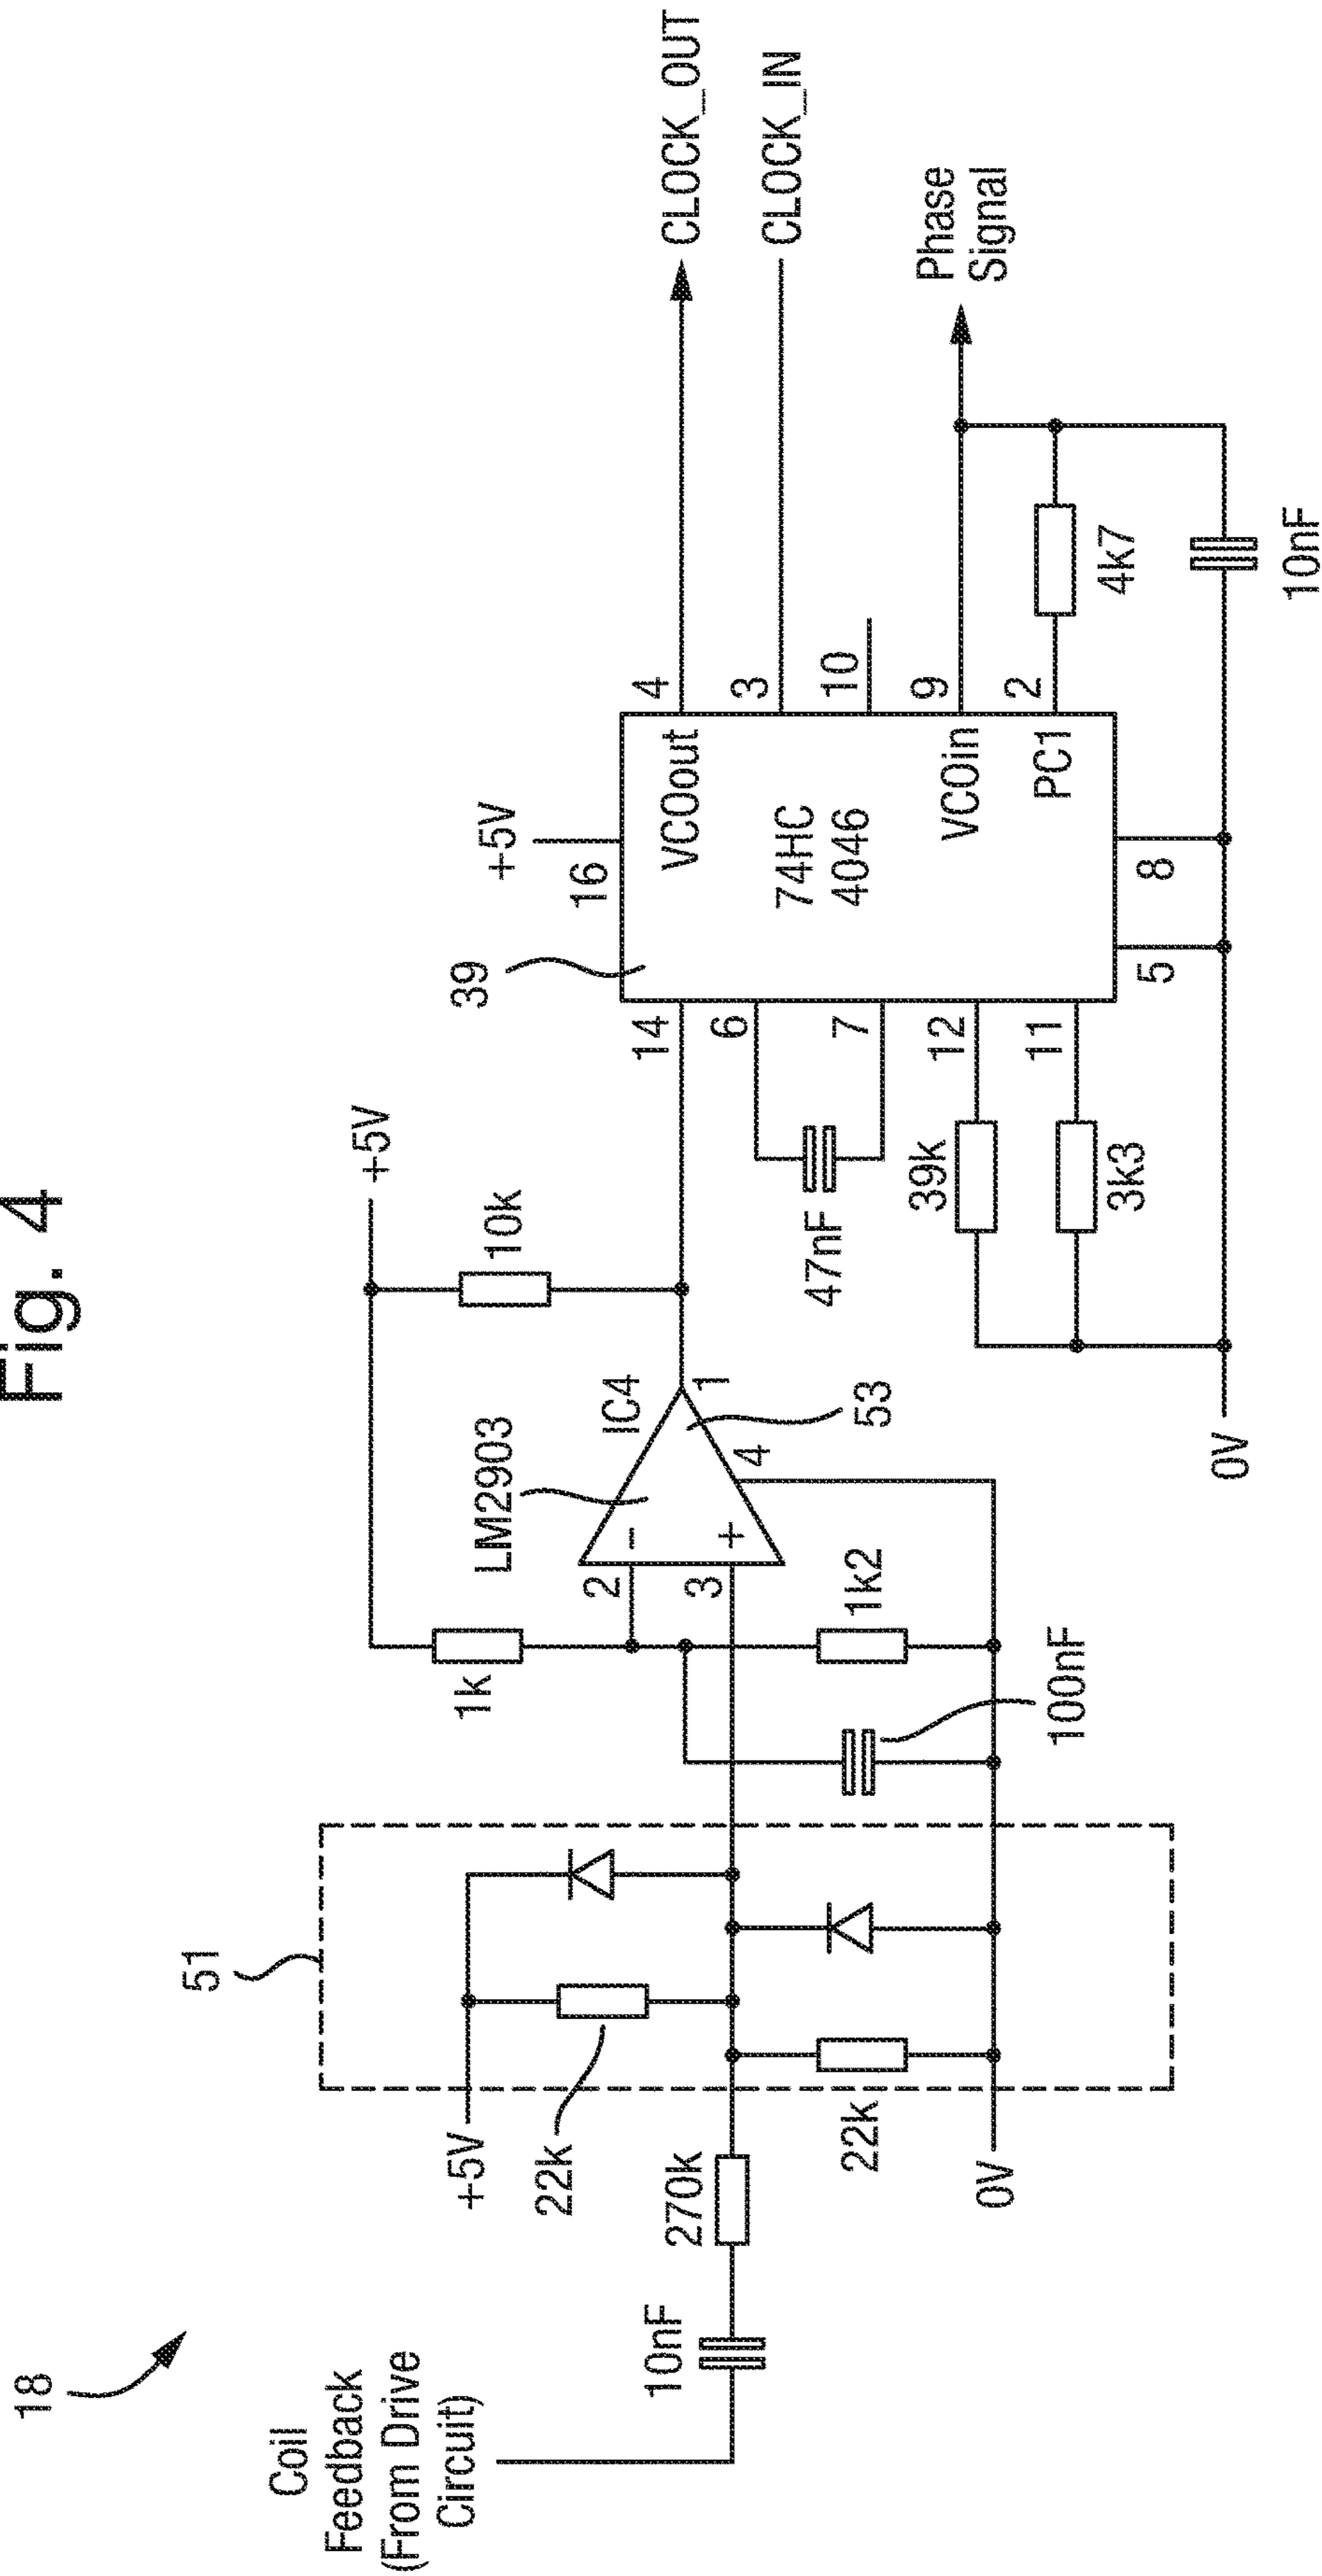 Fig. 4
18
Coil
Feedback
(From Drive
Circuit)
10nF
270k
51
+5V
22k
22k
0V
1k
100nF
1k2
LM2903
IC4
2
3
-
+
4
1
53
+5V
10k
39
14
6
7
12
11
47nF
39k
3k3
0V
+5V
16
VCOout
74HC
4046
VCOin
PC1
5
8
4
3
10
9
2
4k7
10nF
CLOCK_OUT
CLOCK_IN
Phase
Signal